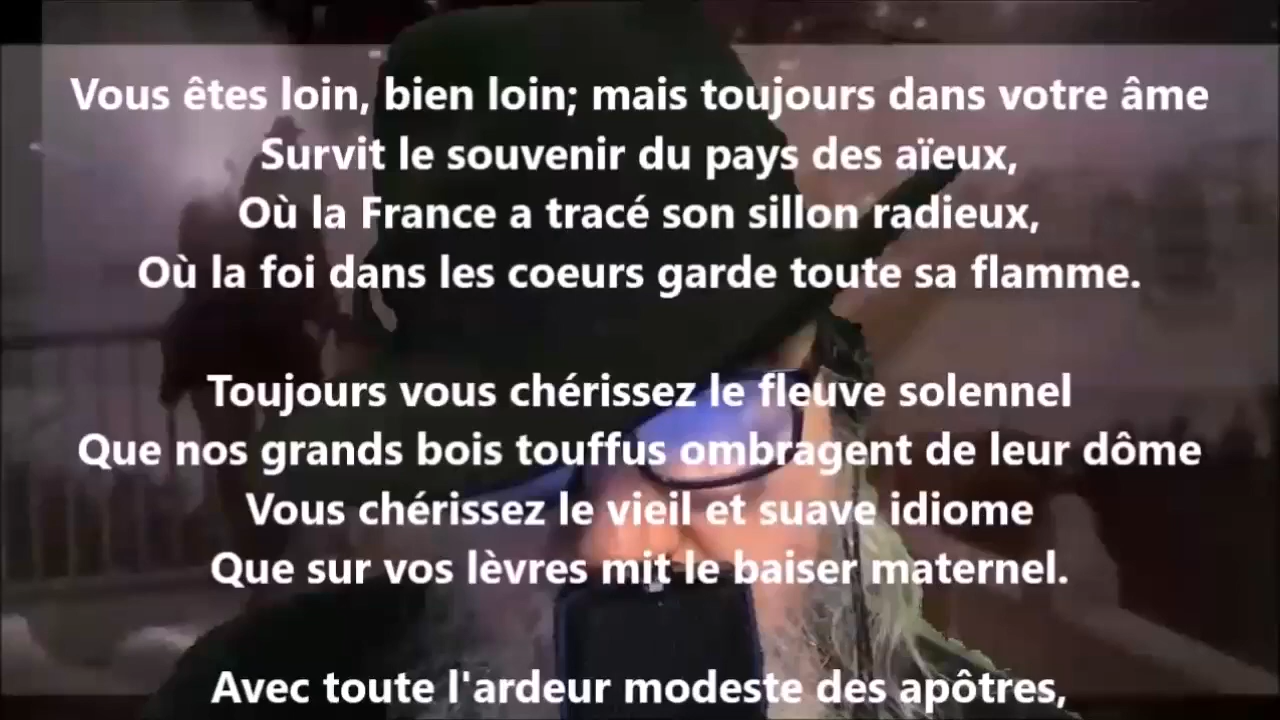 Vous êtes loin, bien loin; mais toujours dans votre âme
Survit le souvenir du pays des aïeux,
Où la France a tracé son sillon radieux,
Où la foi dans les coeurs garde toute sa flamme.
Toujours vous chérissez le fleuve solennel
Que nos grands bois touffus ombragent de leur dôme
Vous chérissez le vieil et suave idiome
Que sur vos lèvres mit le baiser maternel.
Avec toute l'ardeur modeste des apôtres,